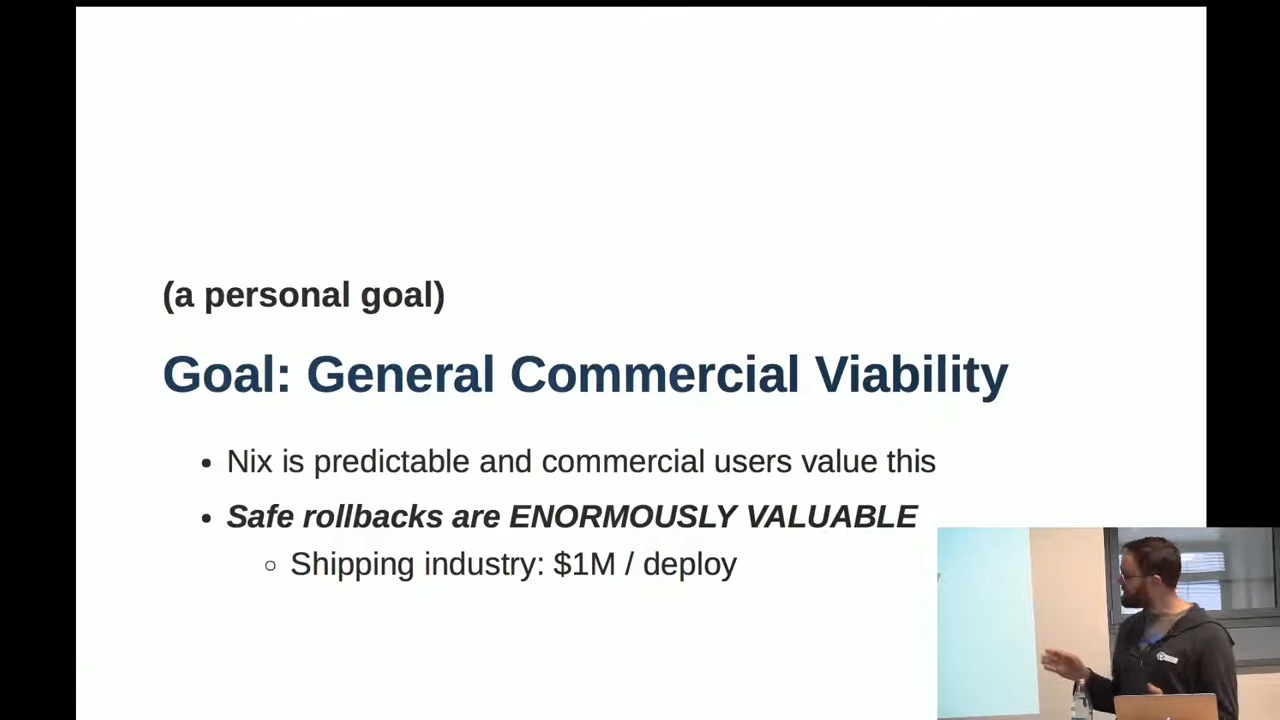 (a personal goal)
Goal: General Commercial Viability
• Nix is predictable and commercial users value this
• Safe rollbacks are ENORMOUSLY VALUABLE
◦ Shipping industry: $1M / deploy